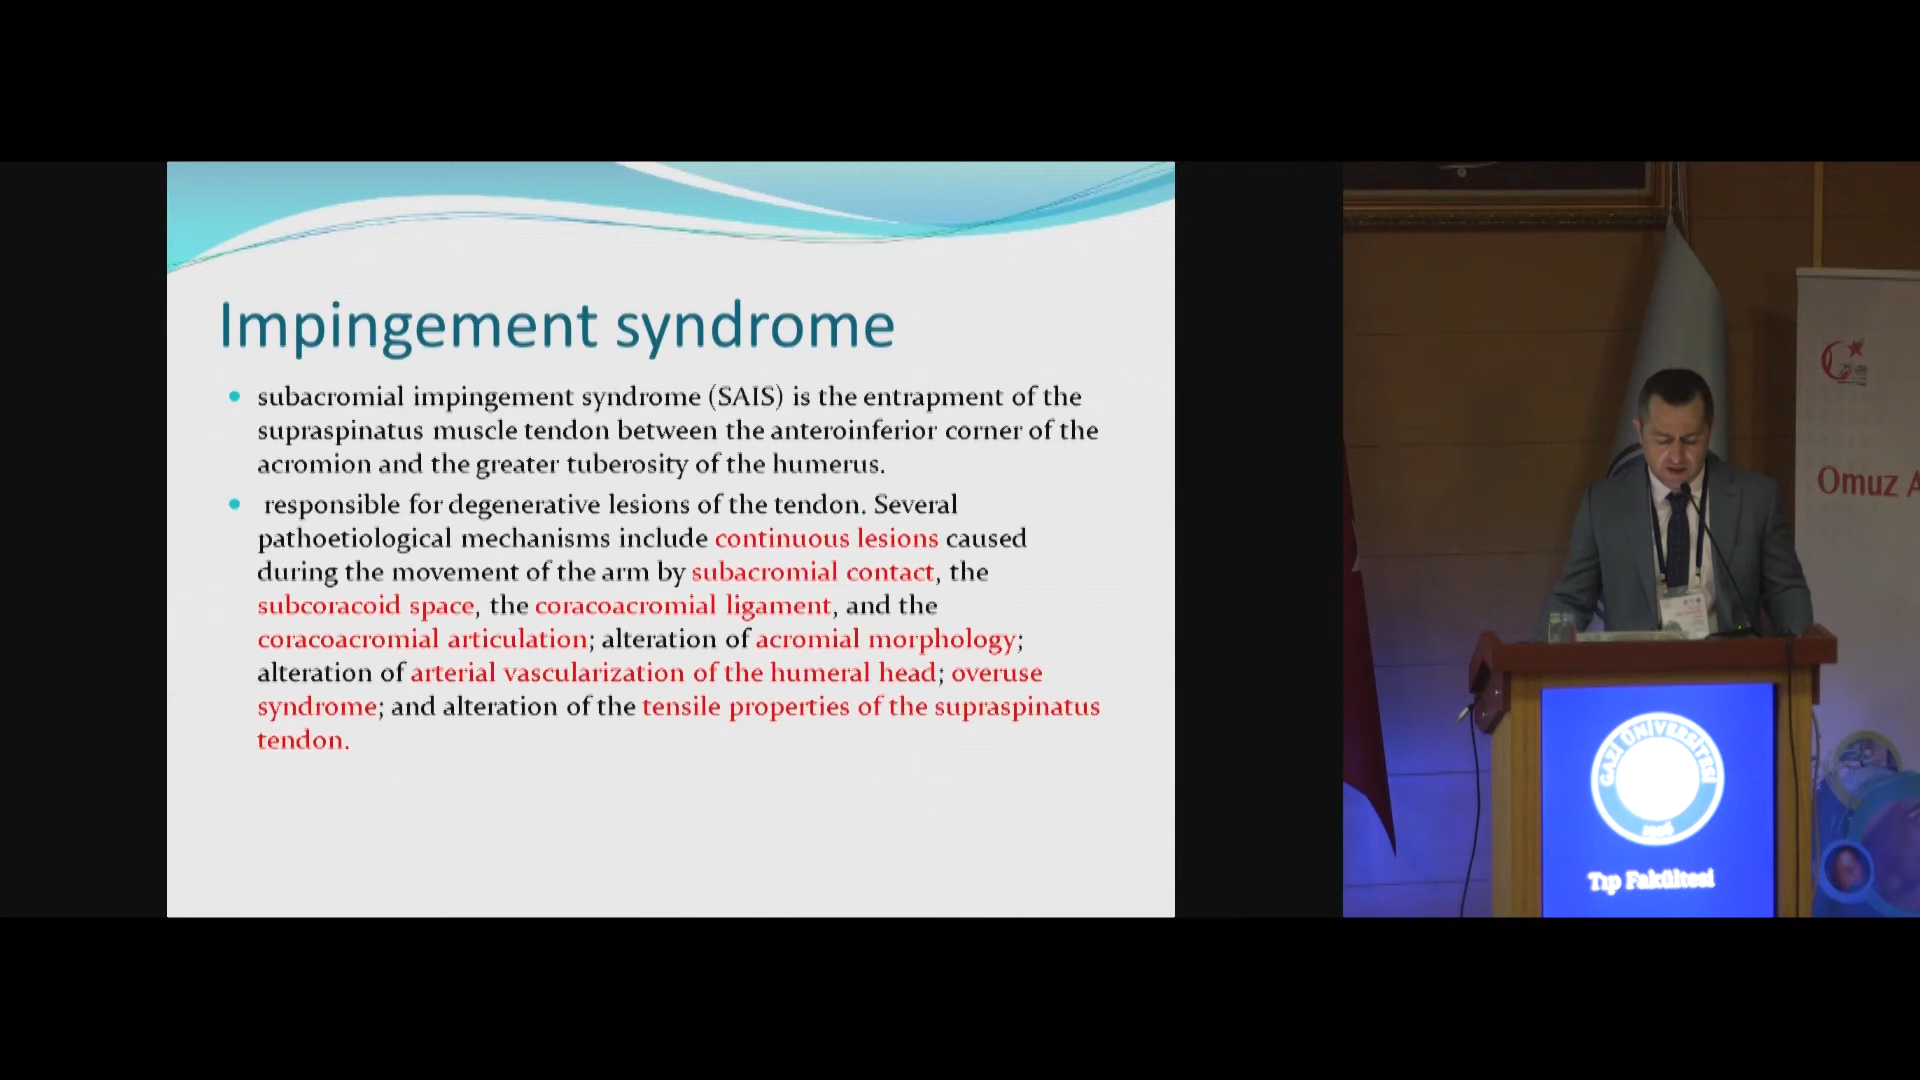 Impingement syndrome
subacromial impingement syndrome (SAIS) is the entrapment of the
supraspinatus muscle tendon between the anteroinferior corner of the
acromion and the greater tuberosity of the humerus.
responsible for degenerative lesions of the tendon. Several
pathoetiological mechanisms include continuous lesions caused
during the movement of the arm by subacromial contact, the
subcoracoid space, the coracoacromial ligament, and the
coracoacromial articulation; alteration of acromial morphology;
alteration of arterial vascularization of the humeral head; overuse
syndrome; and alteration of the tensile properties of the supraspinatus
tendon.
Omuz A
GAZİ ÜNİVERSİTESİ
Tıp Fakültesi